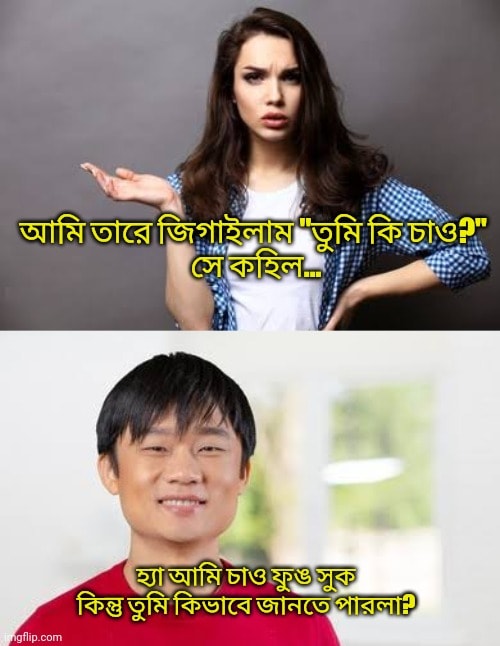 আমি তারে জিগাইলাম "তুমি কি চাও?"
সে কহিল...
হ্যা আমি চাও ফুঙ সুক
কিন্তু তুমি কিভাবে জানতে পারলা?
imgflip.com